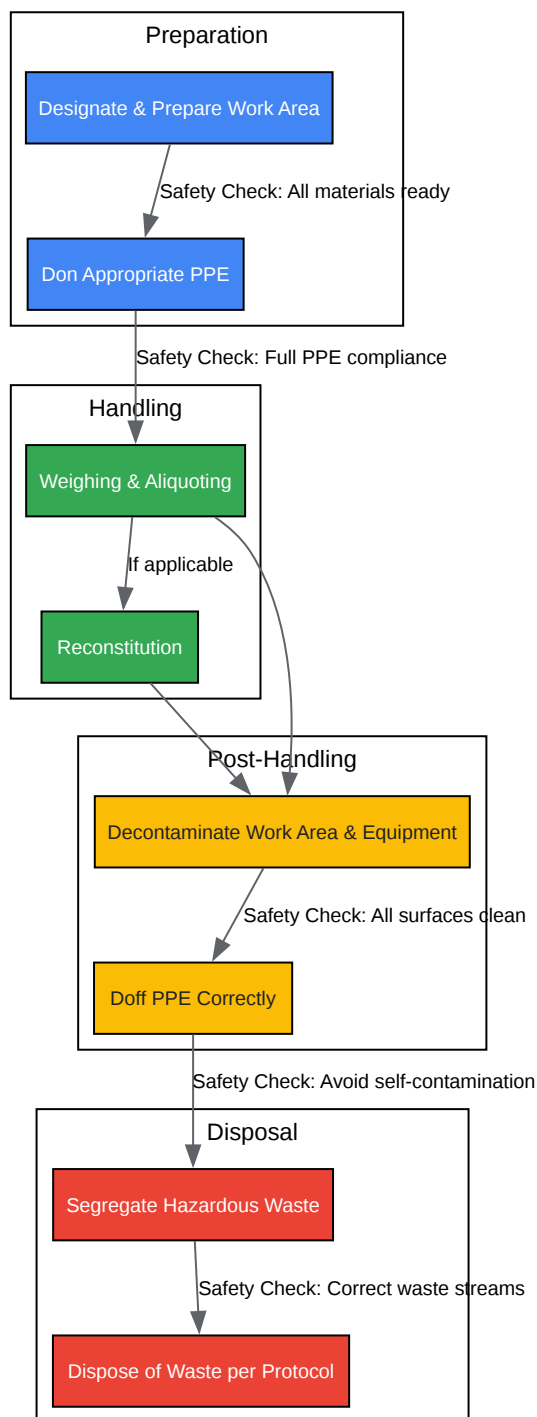 Preparation
Designate & Prepare Work Area
Safety Check: All materials ready
Don Appropriate PPE
Safety Check: Full PPE compliance
Handling
Weighing & Aliquoting
If applicable
Reconstitution
Post-Handling
Decontaminate Work Area & Equipment
Safety Check: All surfaces clean
Doff PPE Correctly
Safety Check: Avoid self-contamination
Disposal
Segregate Hazardous Waste
Safety Check: Correct waste streams
Dispose of Waste per Protocol